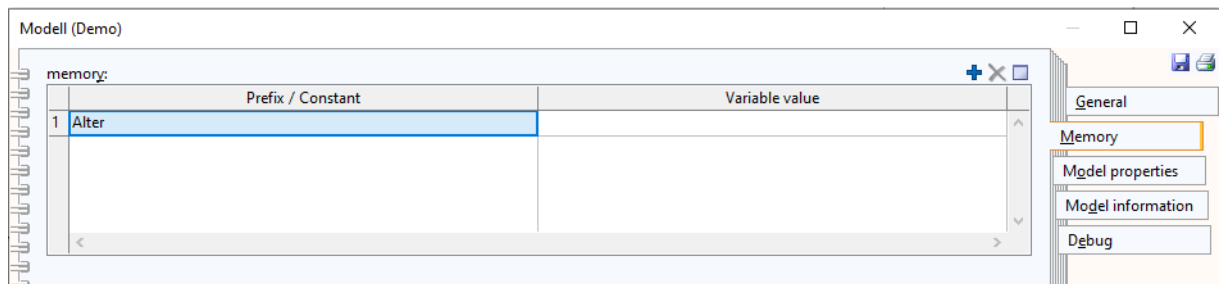 Modell (Demo)
memory:
Prefix / Constant Variable value
1 Alter
General
Memory
Model properties
Model information
Debug